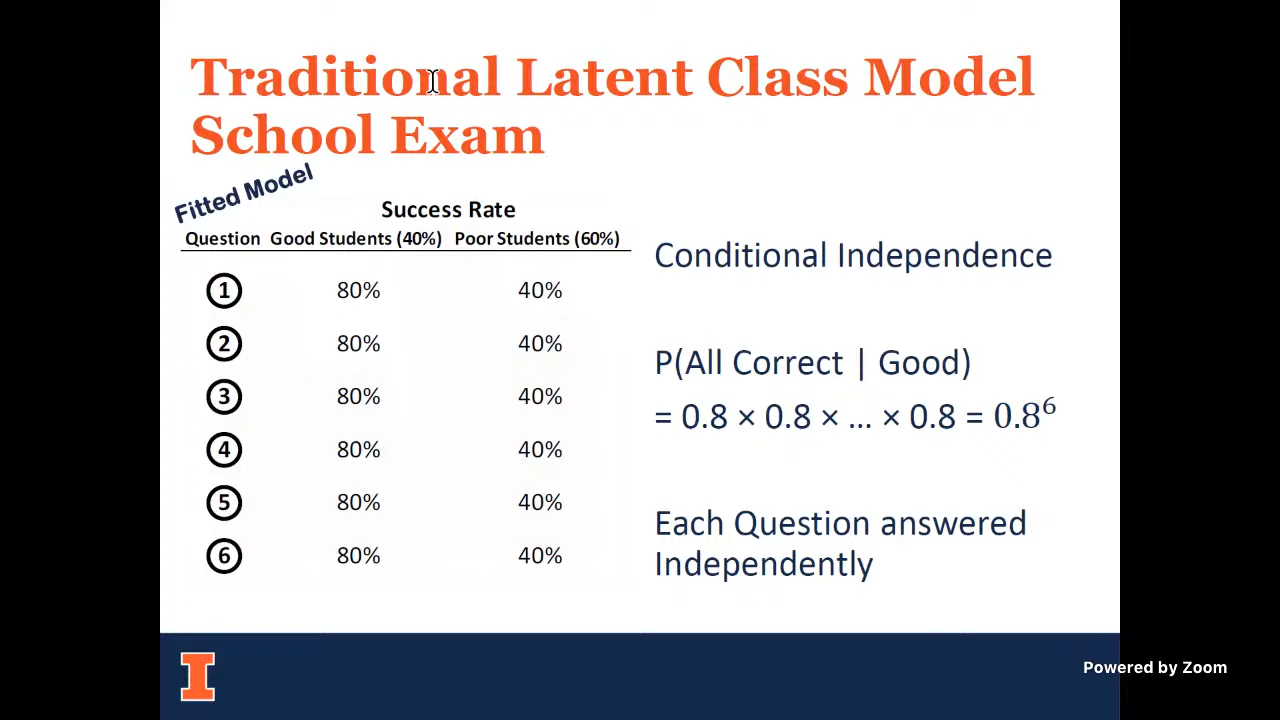 Traditional Latent Class Model
School Exam
Fitted Model
Success Rate
Question Good Students (40%) Poor Students (60%)
1 80% 40%
2 80% 40%
3 80% 40%
4 80% 40%
5 80% 40%
6 80% 40%
Conditional Independence
P(All Correct | Good)
= 0.8 × 0.8 × … × 0.8 = 0.8⁶
Each Question answered
Independently
I
Powered by Zoom